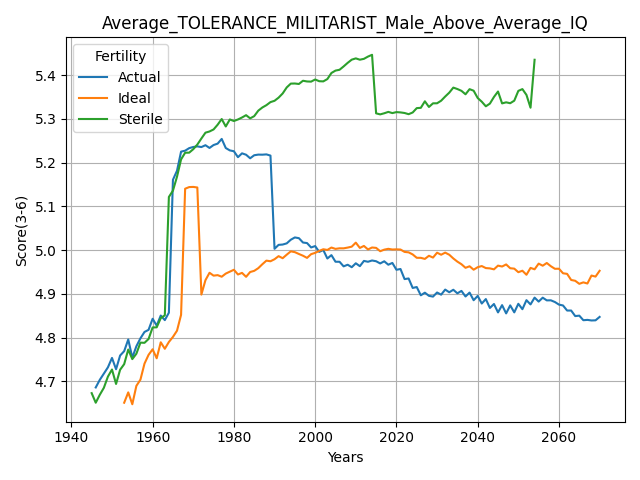 Average_TOLERANCE_MILITARIST_Male_Above_Average_IQ
Fertility
Actual
Ideal
Sterile
Score(3-6)
5.4
5.3
5.2
5.1
5.0
4.9
4.8
4.7
1940
1960
1980
2000
2020
2040
2060
Years